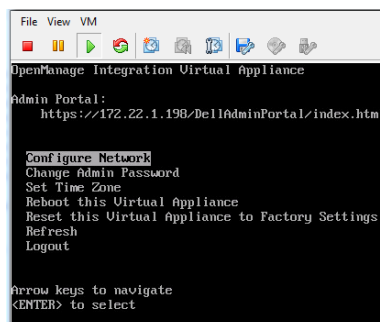 File View VM
OpenManage Integration Virtual Appliance
Admin Portal:
https://172.22.1.198/DellAdminPortal/index.htm
Configure Network
Change Admin Password
Set Time Zone
Reboot this Virtual Appliance
Reset this Virtual Appliance to Factory Settings
Refresh
Logout
Arrow keys to navigate
<ENTER> to select